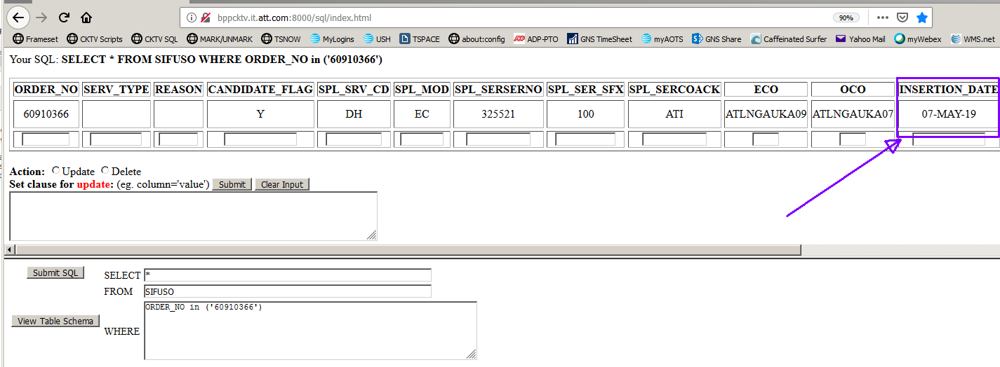 bppcktv.it.att.com:8000/sql/index.html 90%
Frameset CKTV Scripts CKTV SQL MARK/UNMARK TSNOW MyLogins USH TSPACE about:config ADP-PTO GNS TimeSheet myAOTS GNS Share Caffeinated Surfer Yahoo Mail myWebex WMS.net
Your SQL: SELECT * FROM SIFUSO WHERE ORDER_NO in ('60910366')
ORDER_NO SERV_TYPE REASON CANDIDATE_FLAG SPL_SRV_CD SPL_MOD SPL_SERSERNO SPL_SER_SFX SPL_SERCOACK ECO OCO INSERTION_DATE
60910366 Y DH EC 325521 100 ATI ATLNGAUKA09 ATLNGAUKA07 07-MAY-19
Action: Update Delete
Set clause for update: (eg. column='value') Submit Clear Input
Submit SQL SELECT *
FROM SIFUSO
ORDER_NO in ('60910366')
View Table Schema
WHERE